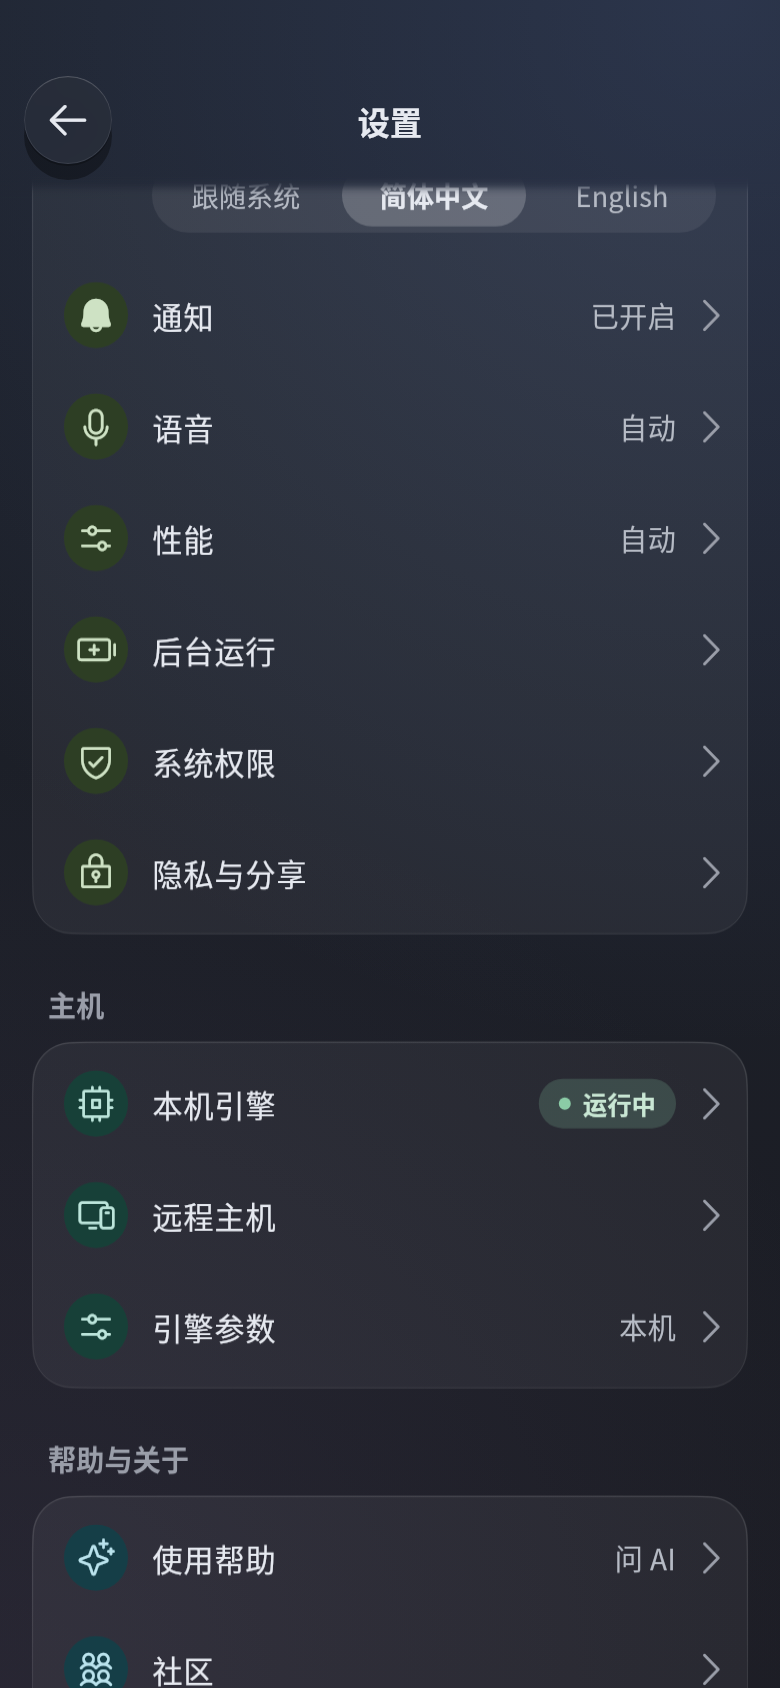 设置
跟随系统 简体中文 English
通知 已开启
语音 自动
性能 自动
后台运行
系统权限
隐私与分享
主机
本机引擎 运行中
远程主机
引擎参数 本机
帮助与关于
使用帮助 问 AI
社区